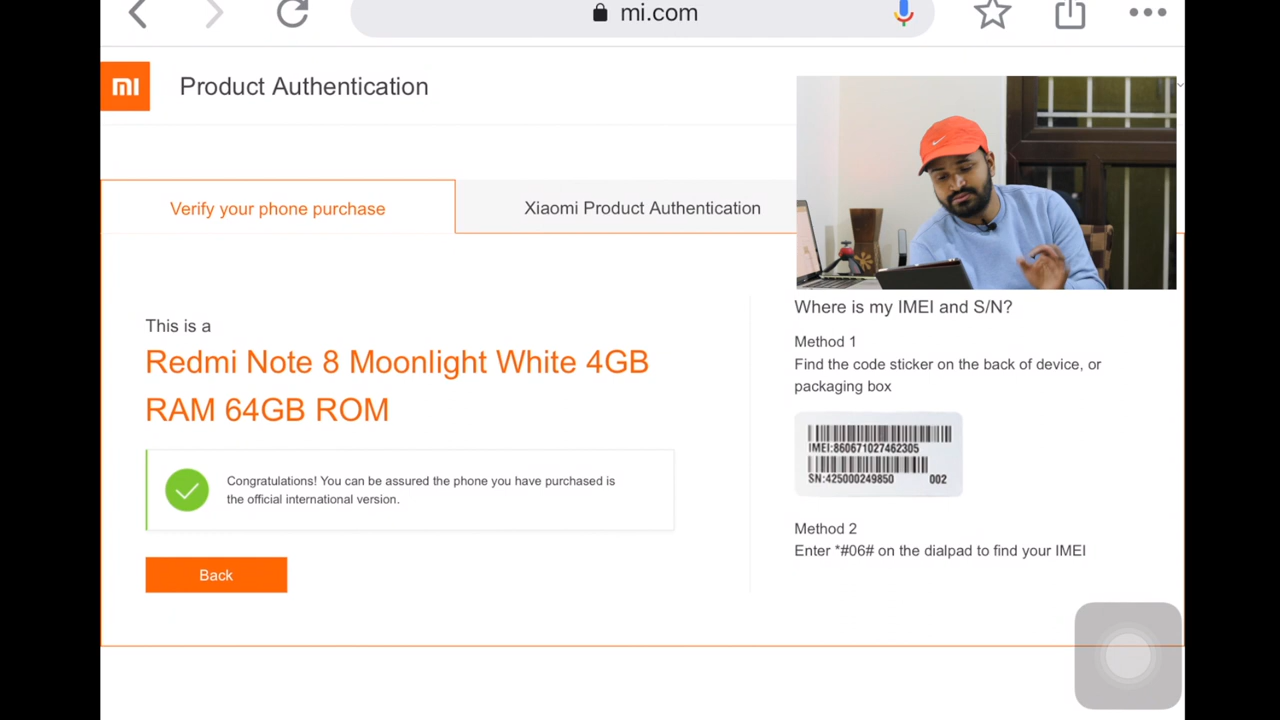 mi.com
mi
Product Authentication
Verify your phone purchase
Xiaomi Product Authentication
This is a
Redmi Note 8 Moonlight White 4GB
RAM 64GB ROM
Congratulations! You can be assured the phone you have purchased is
the official international version.
Back
Where is my IMEI and S/N?
Method 1
Find the code sticker on the back of device, or
packaging box
IMEI:860671027462305
SN:425000249850 002
Method 2
Enter *#06# on the dialpad to find your IMEI